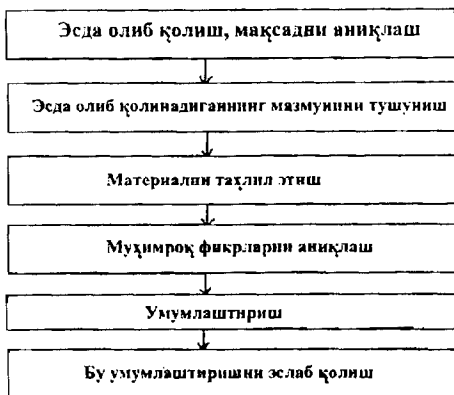 Эсда олиб қолиш, мақсадни аниқлаш
Эсда олиб қолинадиганнинг мазмунини тушуниш
Материални таҳлил этиш
Муҳимроқ фикрларни аниқлаш
Умумлаштириш
Бу умумлаштиришни эслаб қолиш